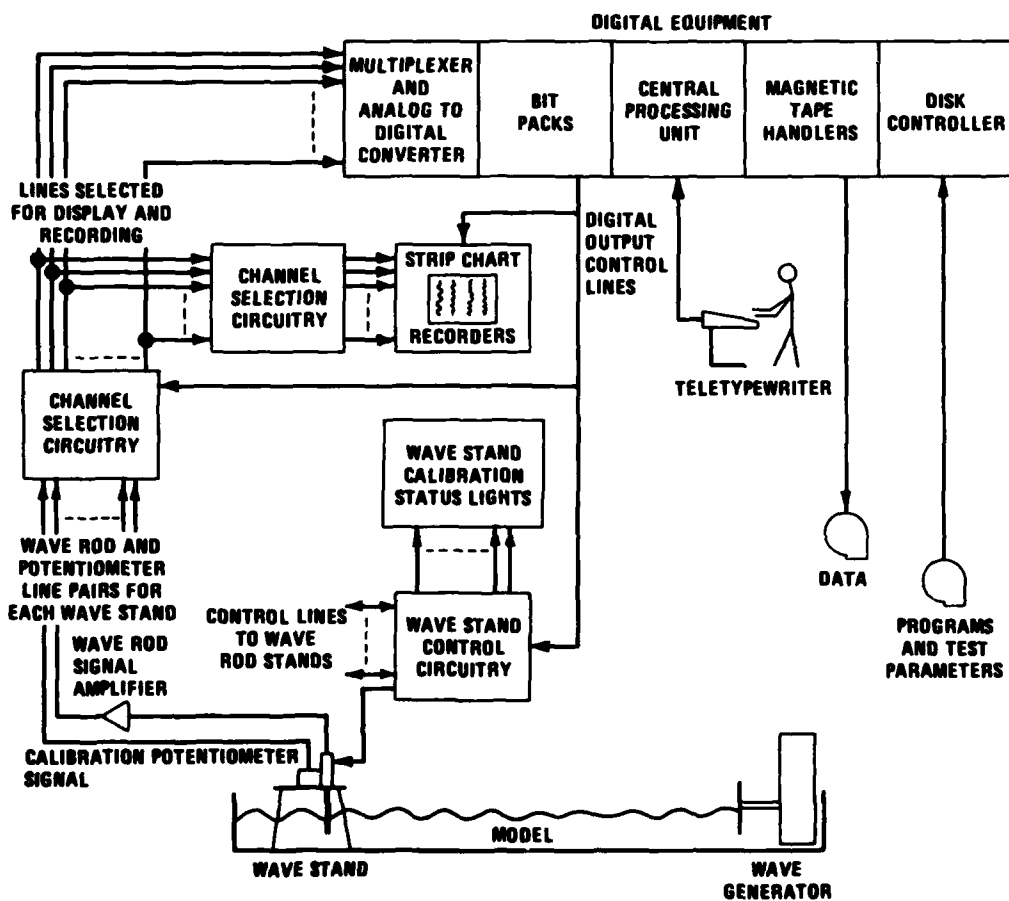 DIGITAL EQUIPMENT
MULTIPLEXER
AND
ANALOG TO
DIGITAL
CONVERTER
BIT
PACKS
CENTRAL
PROCESSING
UNIT
MAGNETIC
TAPE
HANDLERS
DISK
CONTROLLER
LINES SELECTED
FOR DISPLAY AND
RECORDING
CHANNEL
SELECTION
CIRCUITRY
STRIP CHART
RECORDERS
DIGITAL
OUTPUT
CONTROL
LINES
TELETYPEWRITER
CHANNEL
SELECTION
CIRCUITRY
WAVE STAND
CALIBRATION
STATUS LIGHTS
WAVE ROD AND
POTENTIOMETER
LINE PAIRS FOR
EACH WAVE STAND
DATA
CONTROL LINES
TO WAVE
ROD STANDS
WAVE STAND
CONTROL
CIRCUITRY
PROGRAMS
AND TEST
PARAMETERS
WAVE ROD
SIGNAL
AMPLIFIER
CALIBRATION POTENTIOMETER
SIGNAL
MODEL
WAVE STAND
WAVE
GENERATOR